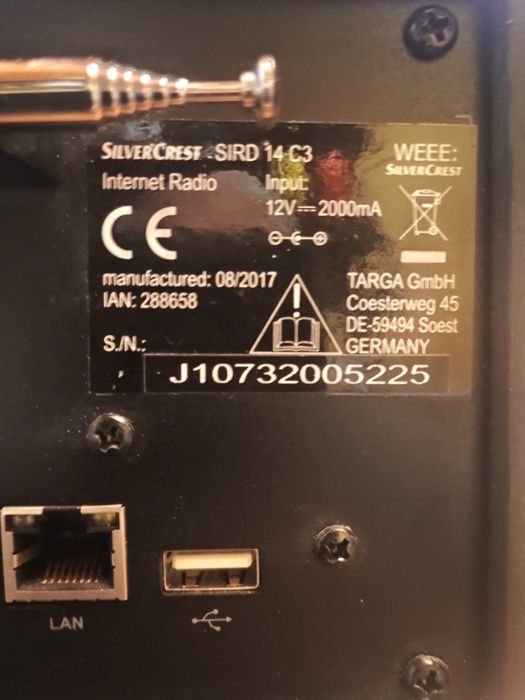 SILVERCREST SIRD 14 C3
Internet Radio
Input:
12V 2000mA
WEEE:
SILVERCREST
CE
manufactured: 08/2017
IAN: 288658
TARGA GmbH
Coesterweg 45
DE-59494 Soest
GERMANY
S./N.:
J10732005225
LAN